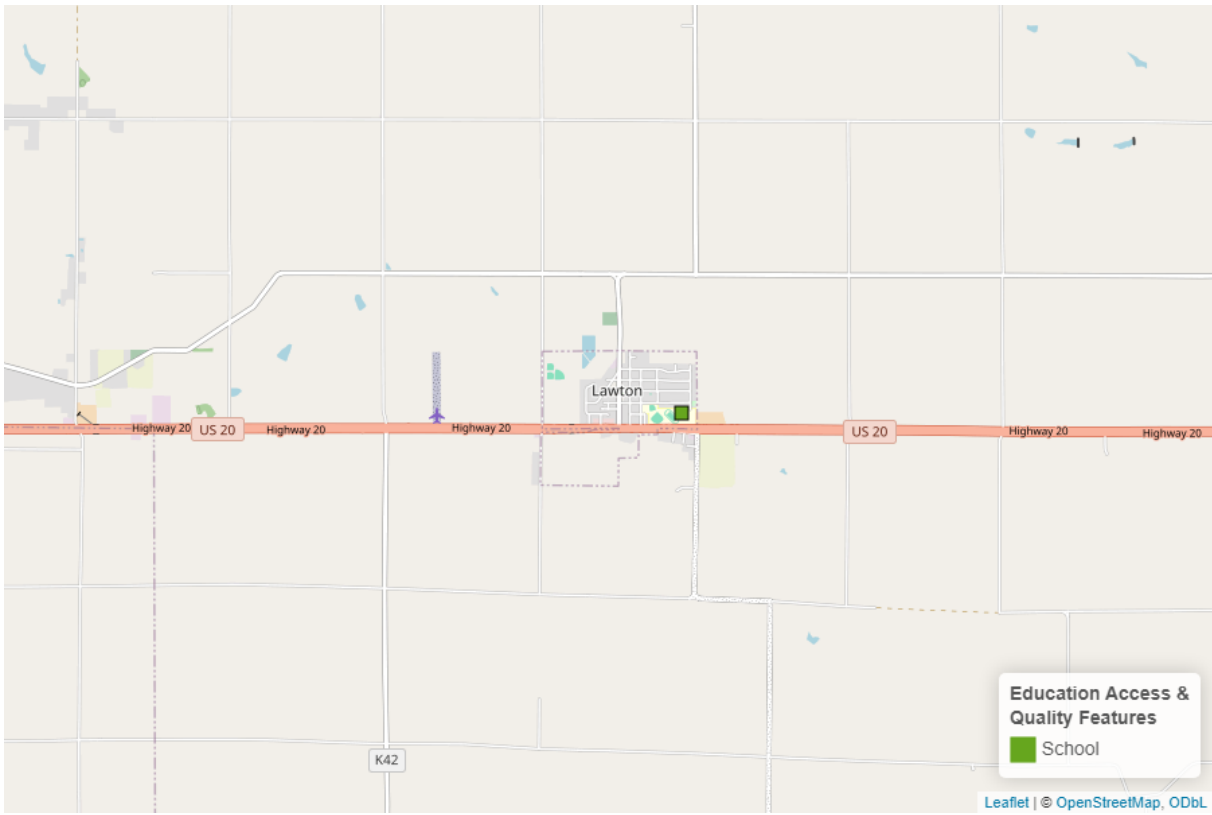 Lawton
Highway 20
US 20
Highway 20
Highway 20
US 20
Highway 20
Highway 20
K42
Education Access &
Quality Features
School
Leaflet | © OpenStreetMap, ODbL